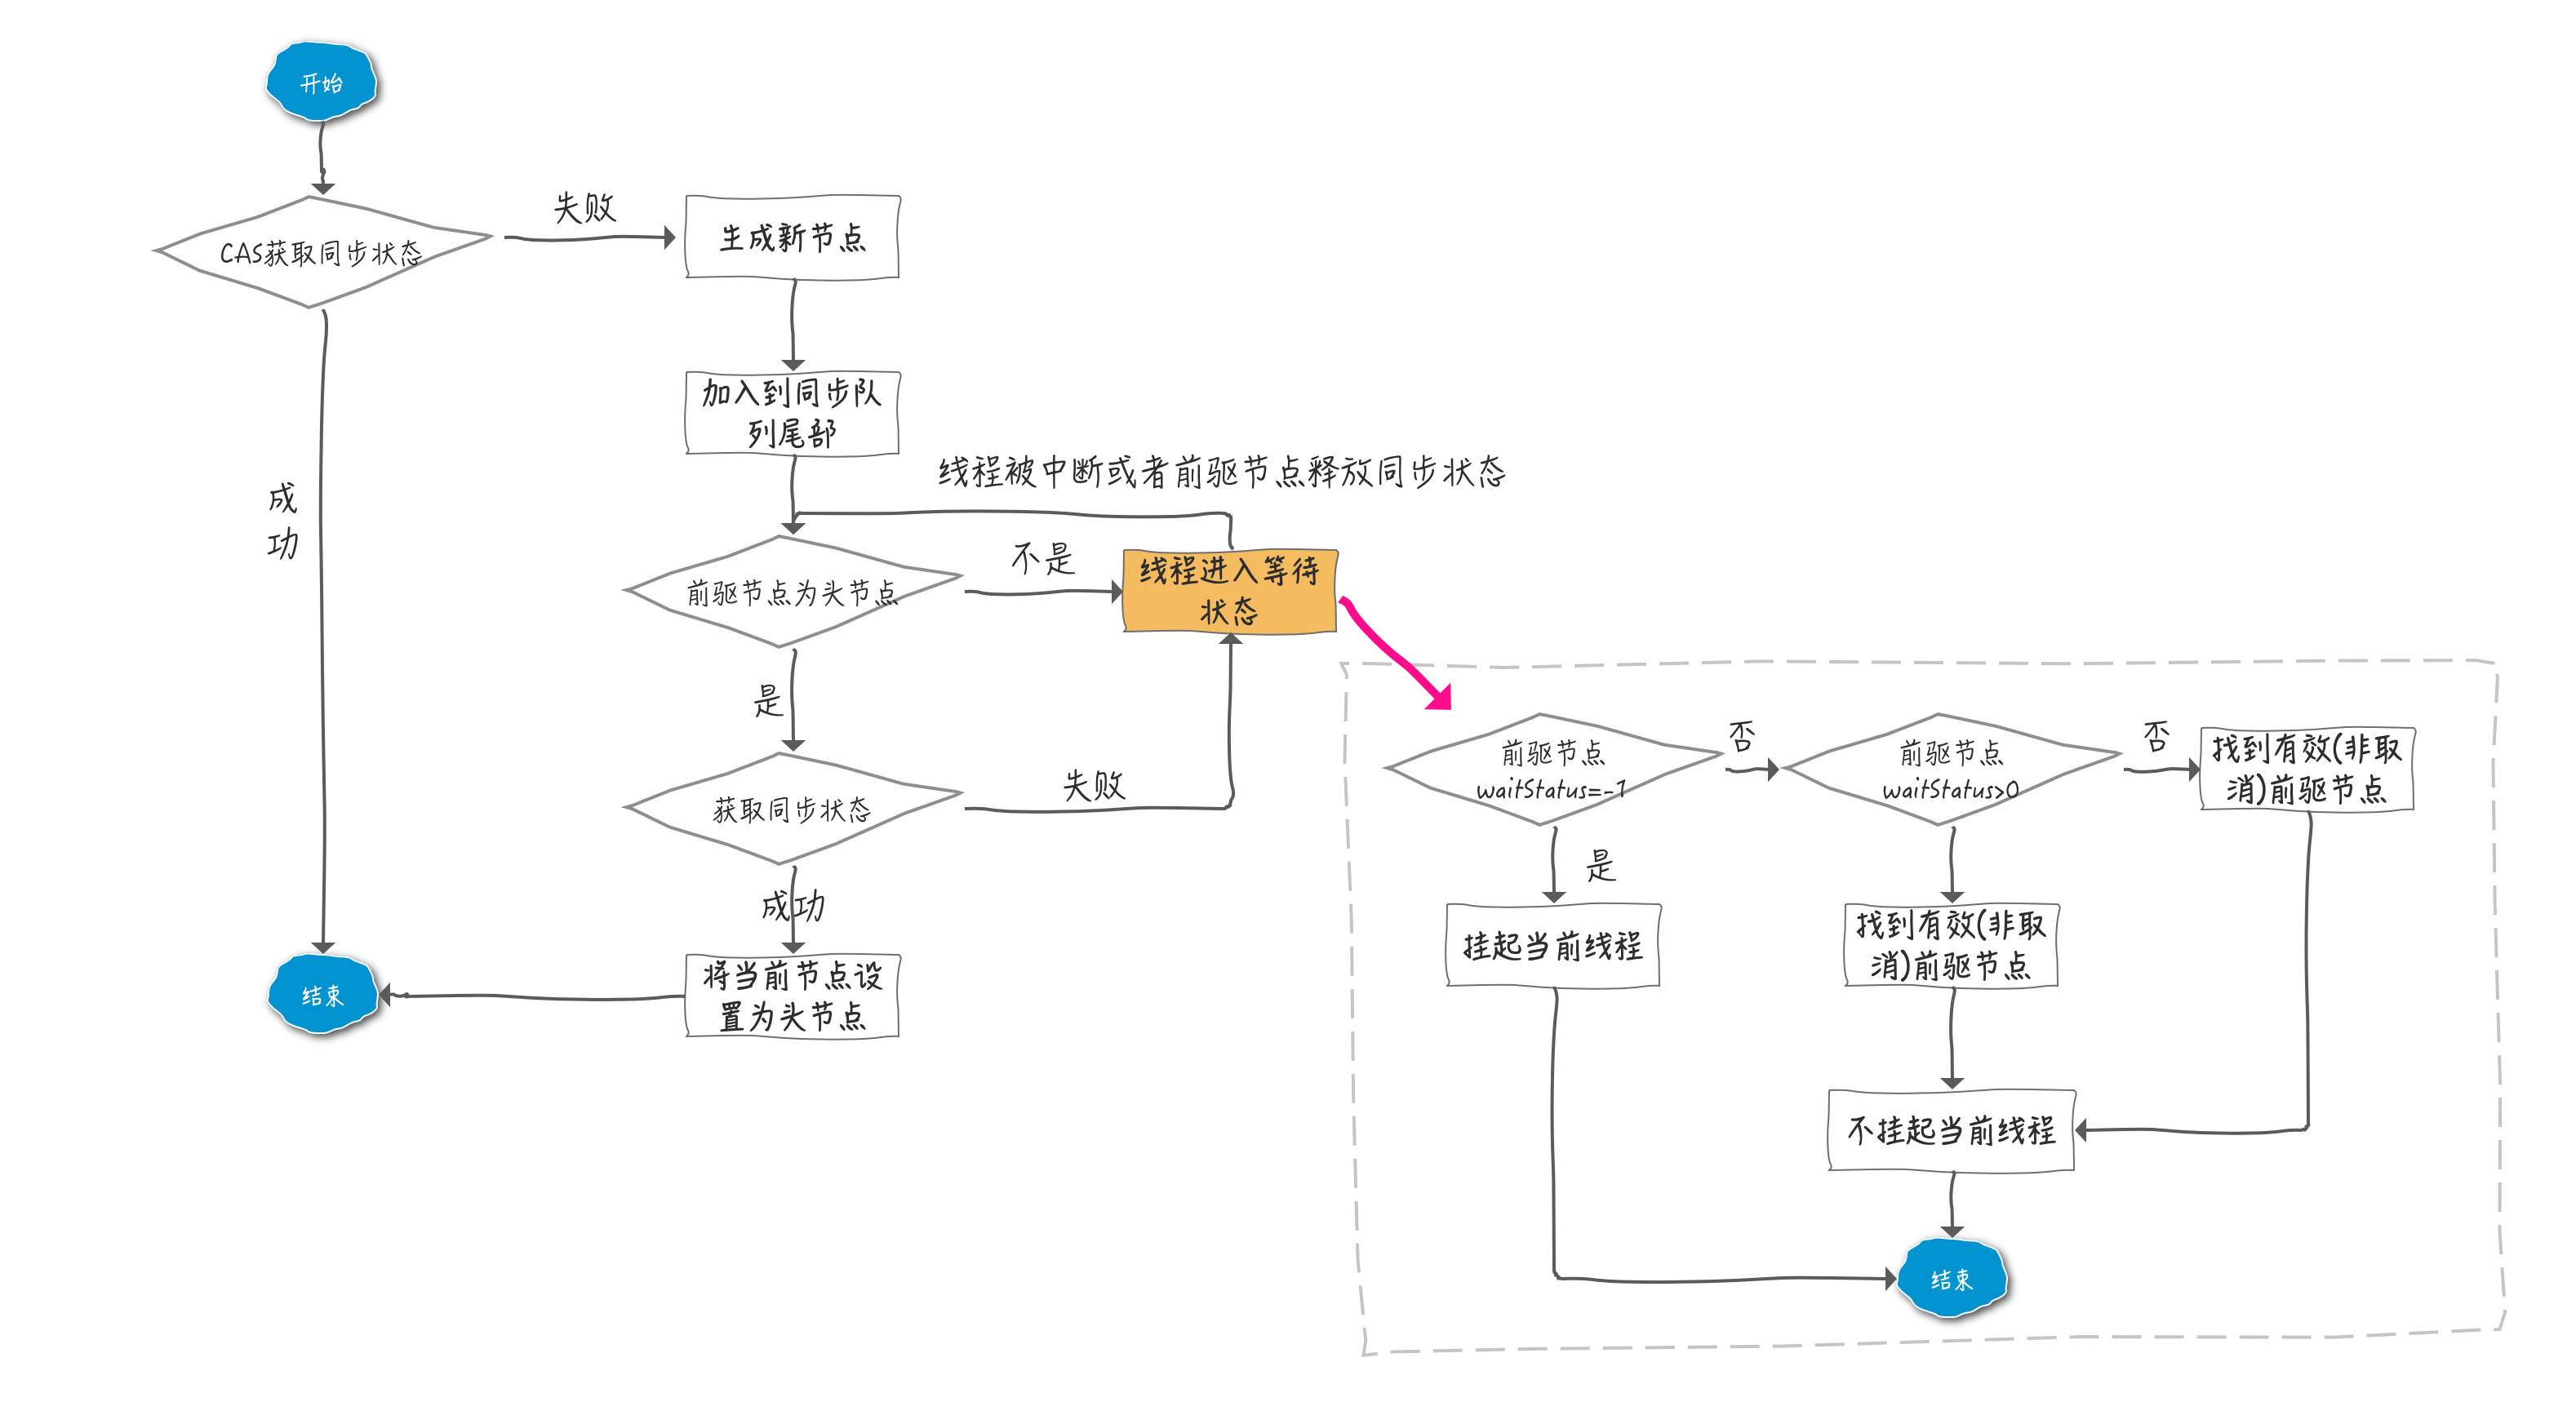 开始
CAS获取同步状态
失败
生成新节点
加入到同步队
列尾部
线程被中断或者前驱节点释放同步状态
成
功
前驱节点为头节点
不是
线程进入等待
状态
是
获取同步状态
失败
成功
将当前节点设
置为头节点
结束
前驱节点
waitStatus=-1
否
前驱节点
waitStatus>0
否
找到有效(非取
消)前驱节点
是
挂起当前线程
找到有效(非取
消)前驱节点
不挂起当前线程
结束